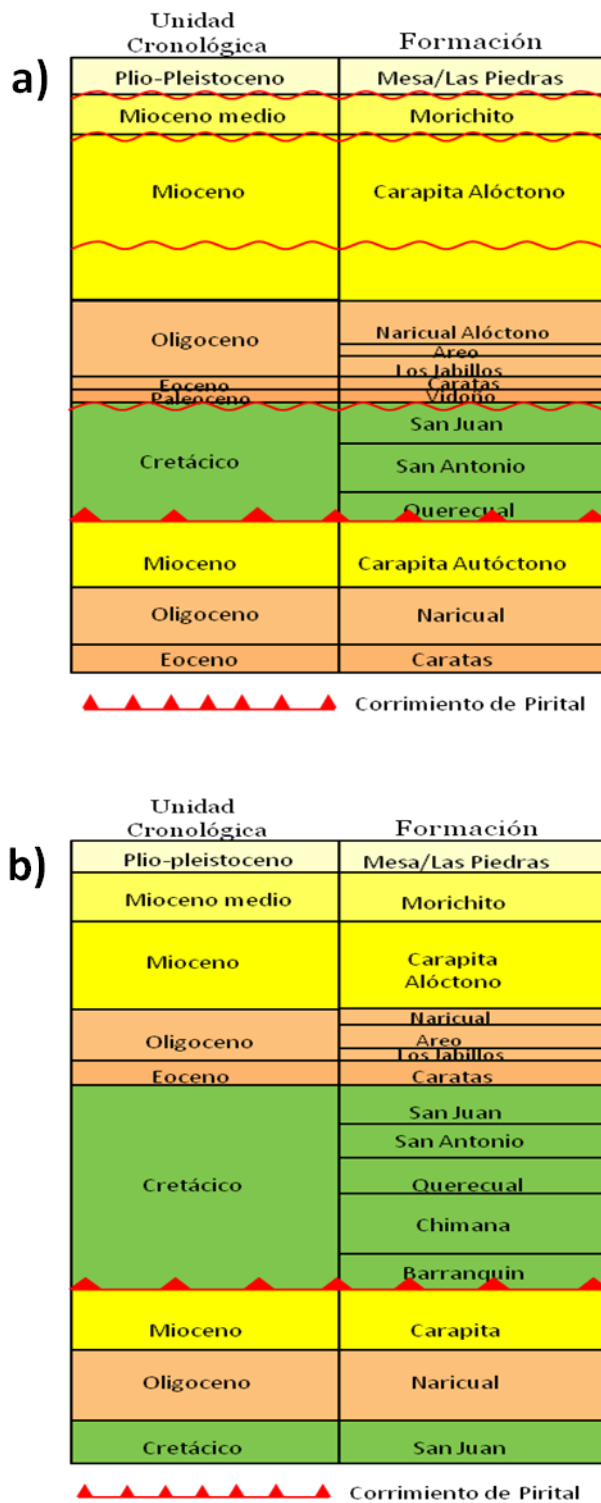 a)
Unidad
Cronológica
Formación
Plio-Pleistoceno
Mesa/Las Piedras
Mioceno medio
Morichito
Mioceno
Carapita Alóctono
Oligoceno
Naricual Alóctono
Areo
Los Jabillos
Eoceno
Caratas
Paleoceno
Vidoño
Cretácico
San Juan
San Antonio
Querecual
Mioceno
Carapita Autóctono
Oligoceno
Naricual
Eoceno
Caratas
Corrimiento de Pirital
b)
Unidad
Cronológica
Formación
Plio-pleistoceno
Mesa/Las Piedras
Mioceno medio
Morichito
Mioceno
Carapita
Alóctono
Oligoceno
Naricual
Areo
Los Jabillos
Eoceno
Caratas
Cretácico
San Juan
San Antonio
Querecual
Chimana
Barranquin
Mioceno
Carapita
Oligoceno
Naricual
Cretácico
San Juan
Corrimiento de Pirital